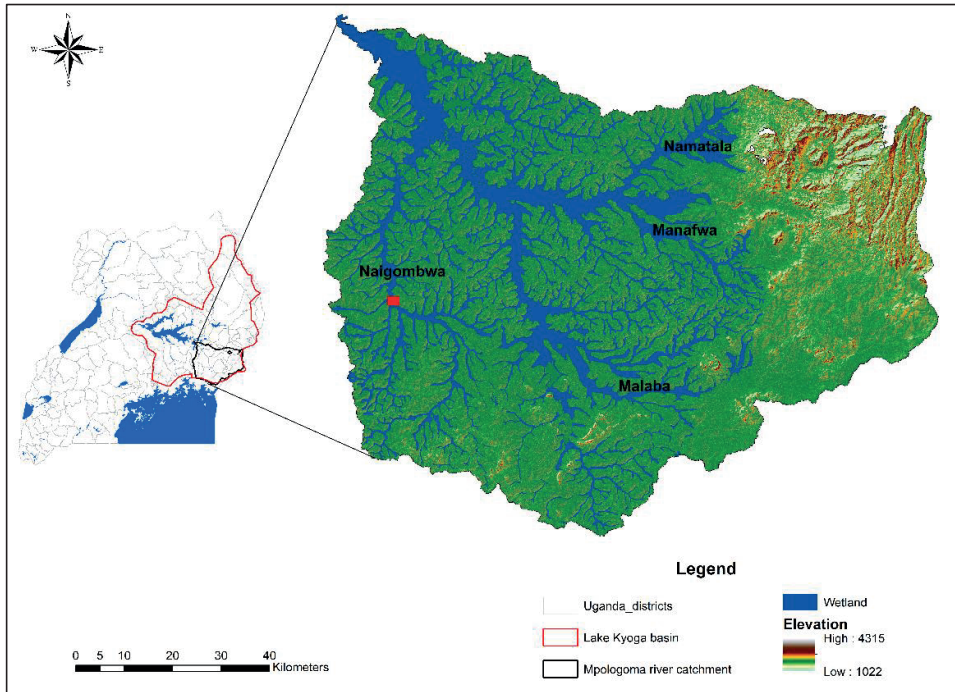 N
W E
S
Namatala
Manafwa
Naigombwa
Malaba
Legend
Uganda_districts
Lake Kyoga basin
Mpologoma river catchment
Wetland
Elevation
High : 4315
Low : 1022
0 5 10 20 30 40
Kilometers